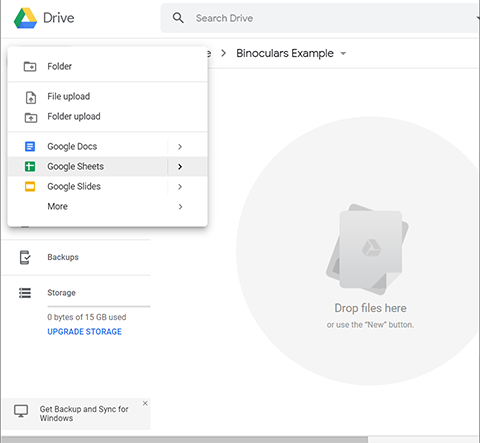 Drive
Search Drive
e > Binoculars Example
Folder
File upload
Folder upload
Google Docs
Google Sheets
Google Slides
More
Backups
Storage
0 bytes of 15 GB used
UPGRADE STORAGE
Drop files here
or use the "New" button.
Get Backup and Sync for
Windows